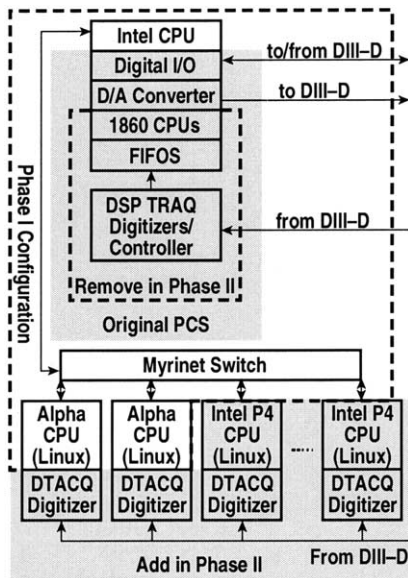 Intel CPU
Digital I/O
to/from DIII–D
D/A Converter
to DIII–D
1860 CPUs
FIFOS
DSP TRAQ
Digitizers/
Controller
from DIII–D
Remove in Phase II
Original PCS
Phase I Configuration
Myrinet Switch
Alpha
CPU
(Linux)
Alpha
CPU
(Linux)
Intel P4
CPU
(Linux)
Intel P4
CPU
(Linux)
DTACQ
Digitizer
DTACQ
Digitizer
DTACQ
Digitizer
DTACQ
Digitizer
Add in Phase II
From DIII–D